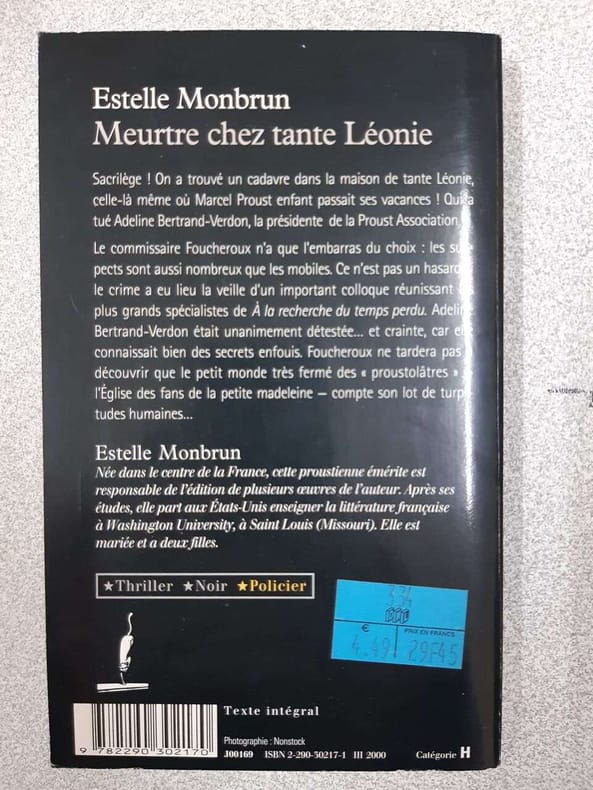 Estelle Monbrun
Meurtre chez tante Léonie
Sacrilège ! On a trouvé un cadavre dans la maison de tante Léonie,
celle-là même où Marcel Proust enfant passait ses vacances ! Qui a
tué Adeline Bertrand-Verdon, la présidente de la Proust Association
Le commissaire Foucheroux n'a que l'embarras du choix : les sus
pects sont aussi nombreux que les mobiles. Ce n'est pas un hasard
le crime a eu lieu la veille d'un important colloque réunissant les
plus grands spécialistes de À la recherche du temps perdu. Adeline
Bertrand-Verdon était unanimement détestée... et crainte, car elle
connaissait bien des secrets enfouis. Foucheroux ne tardera pas à
découvrir que le petit monde très fermé des « proustolâtres »
l'Église des fans de la petite madeleine – compte son lot de turpi
tudes humaines...
Estelle Monbrun
Née dans le centre de la France, cette proustienne émérite est
responsable de l'édition de plusieurs œuvres de l'auteur. Après ses
études, elle part aux États-Unis enseigner la littérature française
à Washington University, à Saint Louis (Missouri). Elle est
mariée et a deux filles.
★Thriller ★Noir ★Policier
334
€ PRIX EN FRANCS
4.49 29F45
Texte intégral
9 782290 302170
Photographie : Nonstock
J00169 ISBN 2-290-30217-1 III 2000 Catégorie H